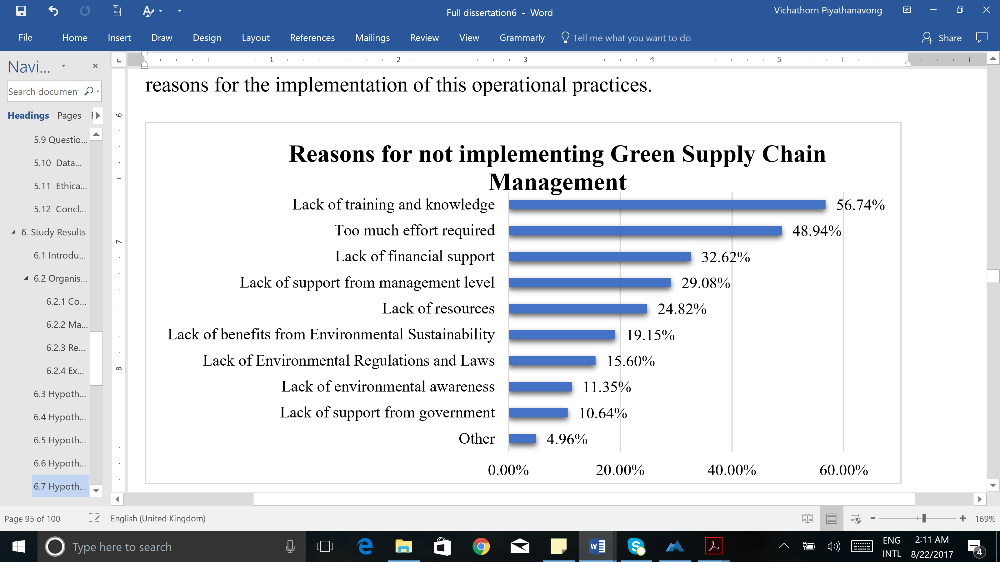 Full dissertation6 - Word
Vichathorn Piyathanavong
File Home Insert Draw Design Layout References Mailings Review View Grammarly Tell me what you want to do Share
Navi...
Search documen
Headings Pages
5.9 Questio...
5.10 Data...
5.11 Ethica...
5.12 Concl...
6. Study Results
6.1 Introdu...
6.2 Organis...
6.2.1 Co...
6.2.2 Ma...
6.2.3 Re...
6.2.4 Ex...
6.3 Hypoth...
6.4 Hypoth...
6.5 Hypoth...
6.6 Hypoth...
6.7 Hypoth...
1 2 3 4 5
6
7
8
reasons for the implementation of this operational practices.
Reasons for not implementing Green Supply Chain
Management
Lack of training and knowledge 56.74%
Too much effort required 48.94%
Lack of financial support 32.62%
Lack of support from management level 29.08%
Lack of resources 24.82%
Lack of benefits from Environmental Sustainability 19.15%
Lack of Environmental Regulations and Laws 15.60%
Lack of environmental awareness 11.35%
Lack of support from government 10.64%
Other 4.96%
0.00% 20.00% 40.00% 60.00%
Page 95 of 100 English (United Kingdom) 169%
Type here to search
ENG
INTL
2:11 AM
8/22/2017
4